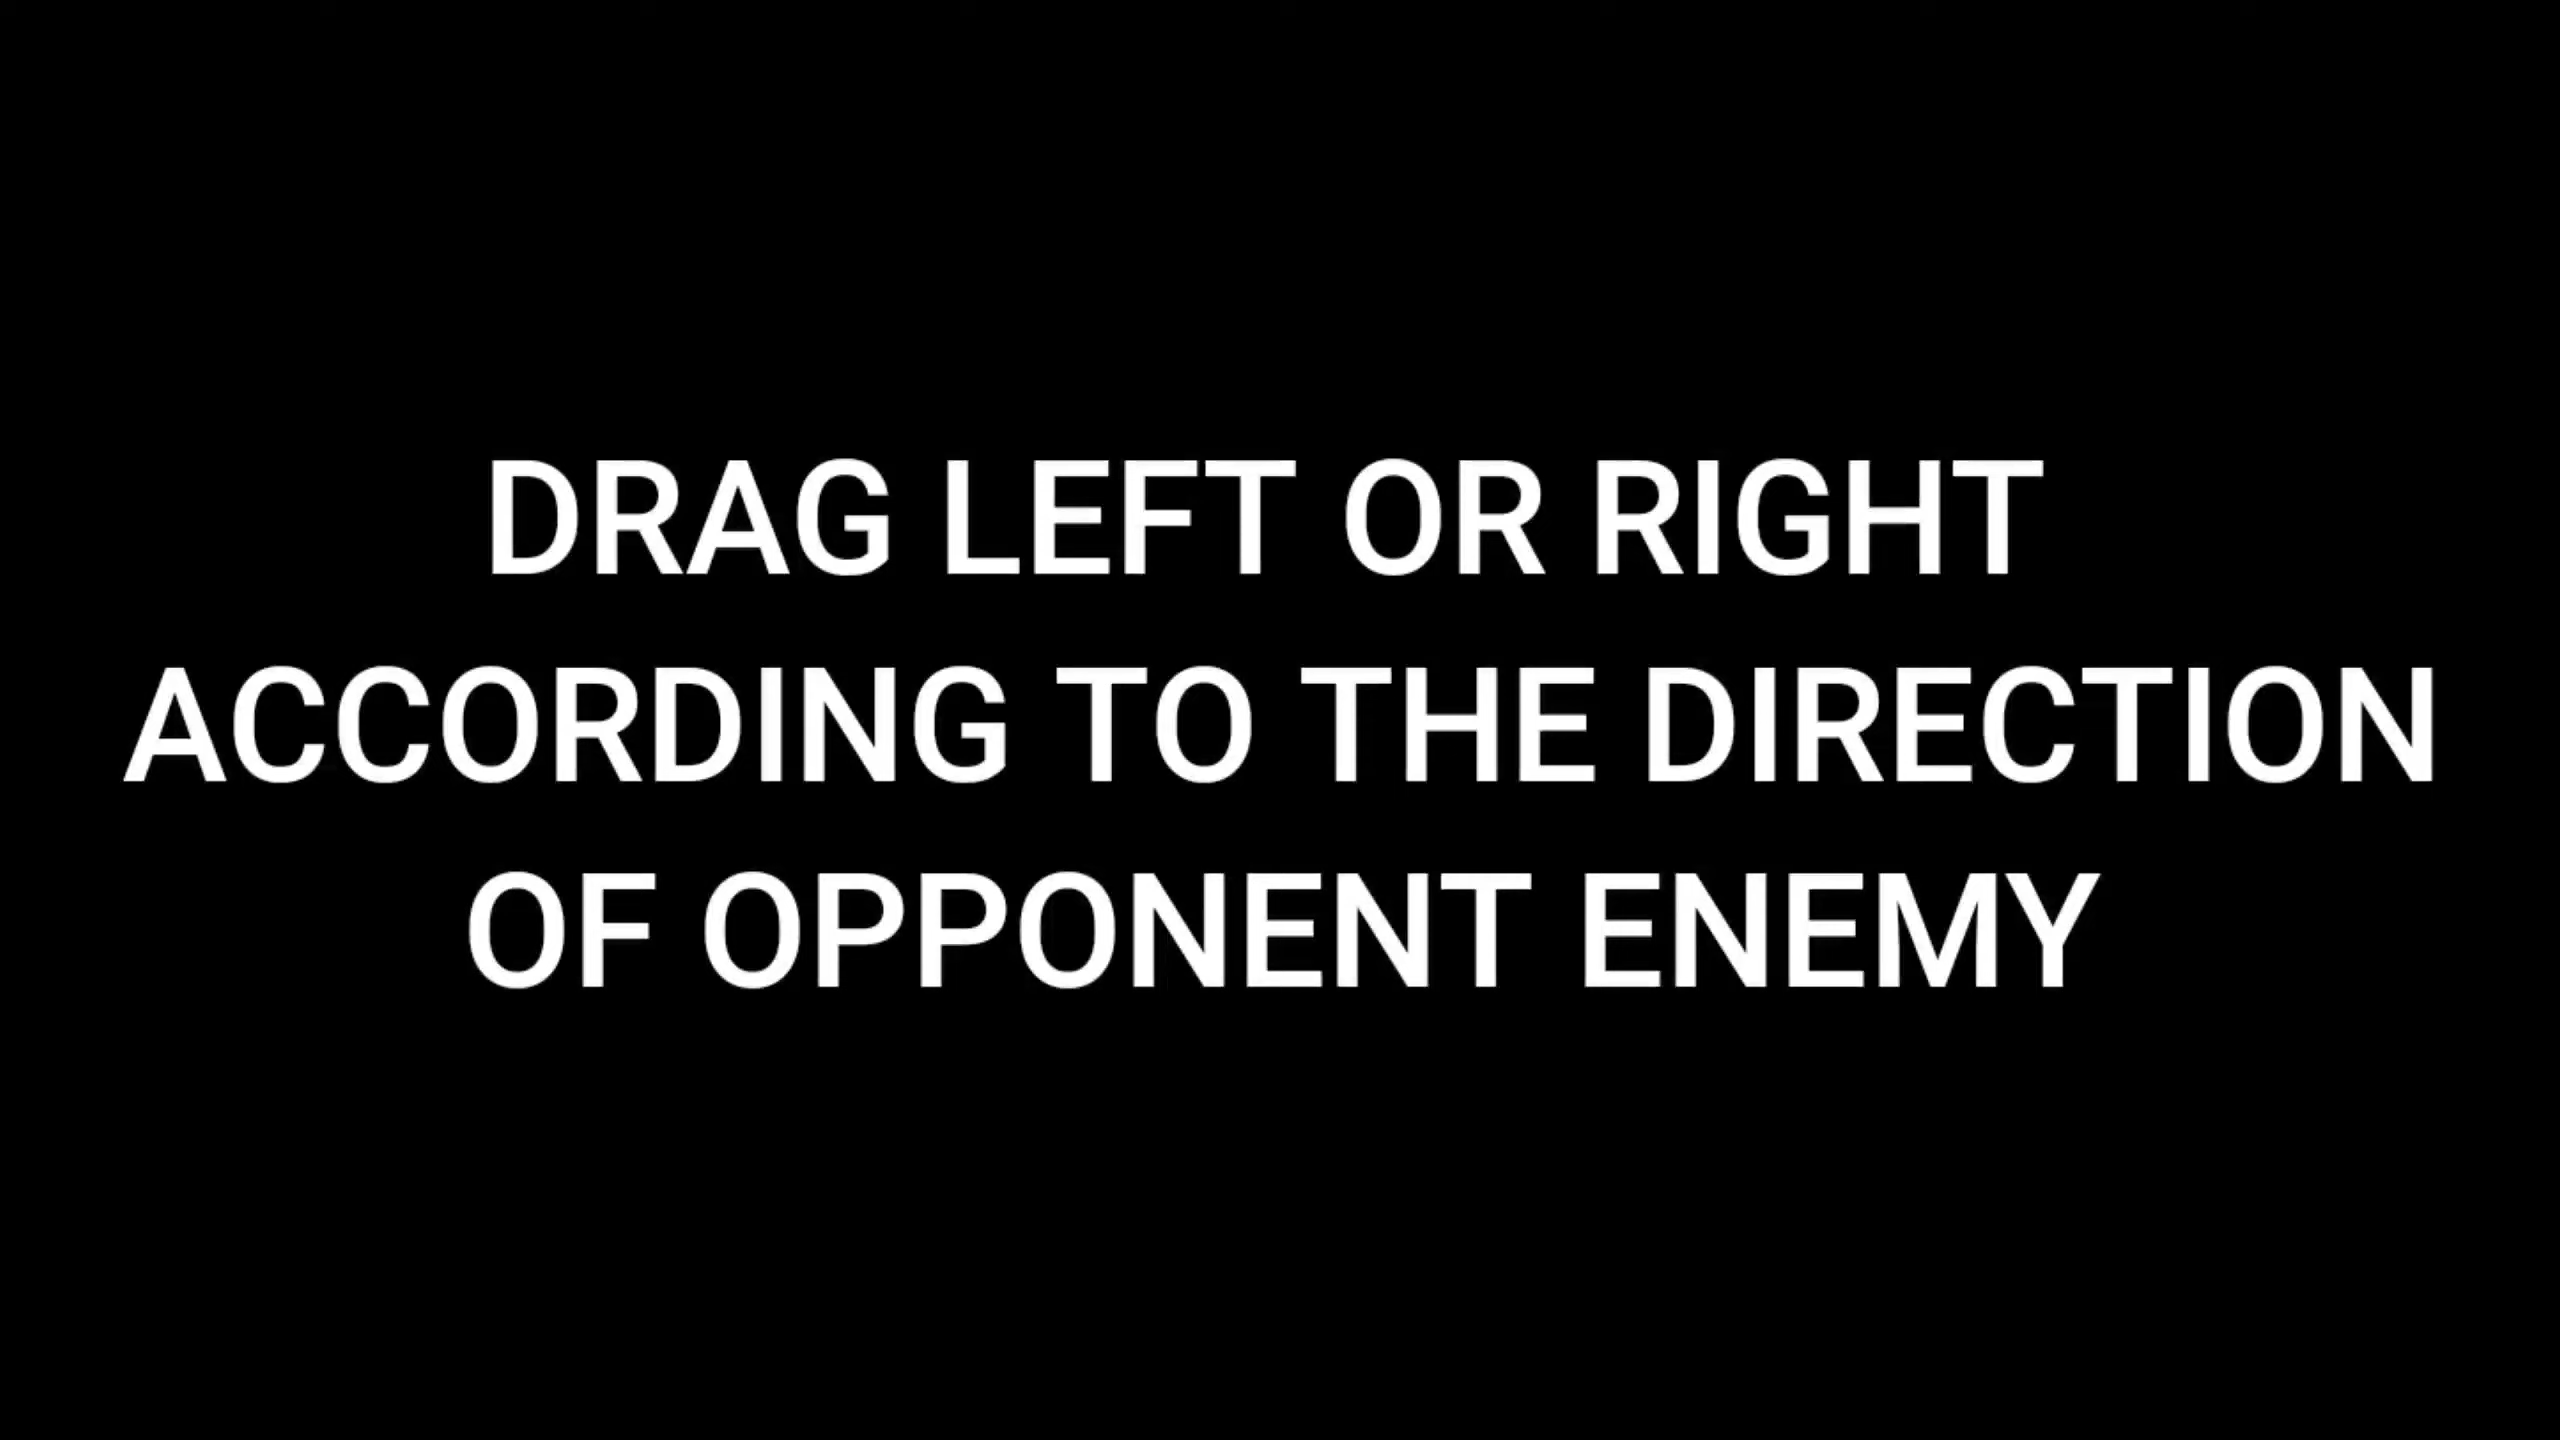 DRAG LEFT OR RIGHT
ACCORDING TO THE DIRECTION
OF OPPONENT ENEMY